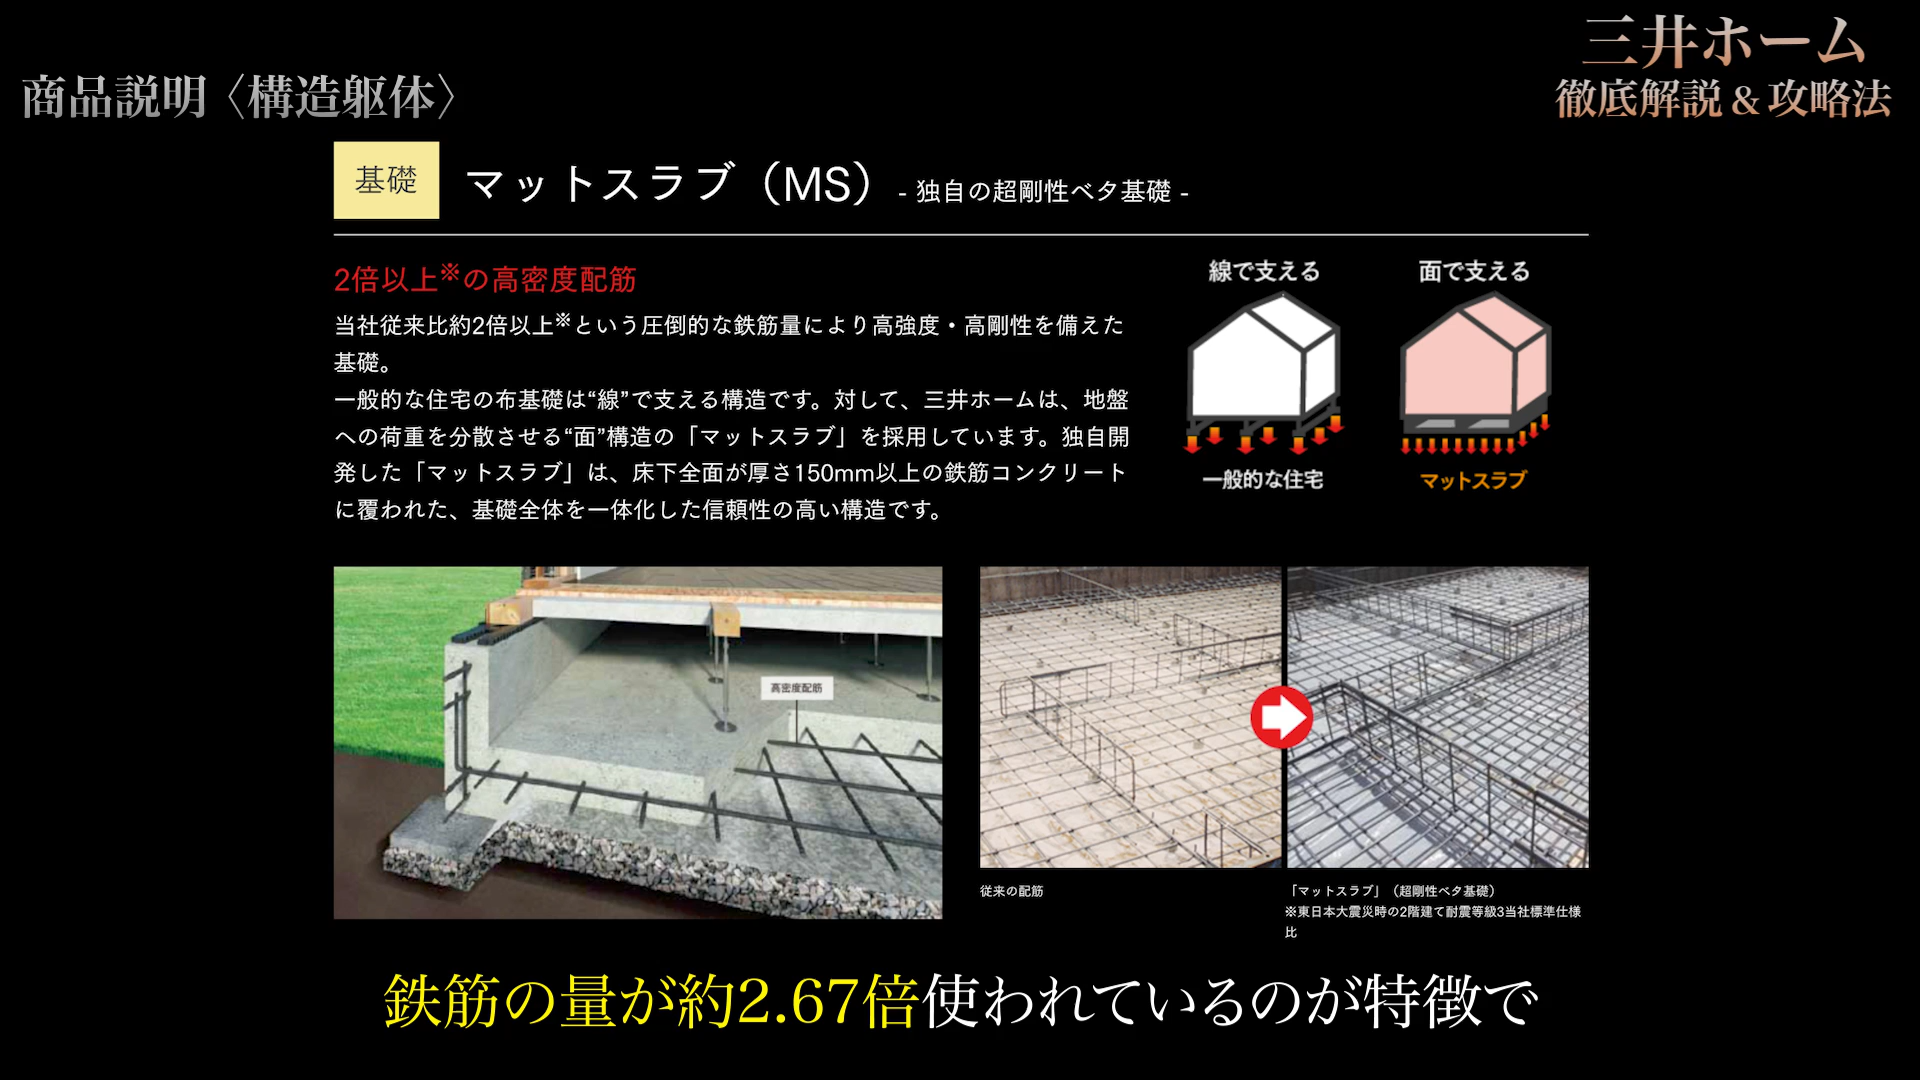 三井ホーム
徹底解説＆攻略法
商品説明〈構造躯体〉
基礎
マットスラブ（MS） - 独自の超剛性ベタ基礎 -
2倍以上※の高密度配筋
当社従来比約2倍以上※という圧倒的な鉄筋量により高強度・高剛性を備えた
基礎。
一般的な住宅の布基礎は“線”で支える構造です。対して、三井ホームは、地盤
への荷重を分散させる“面”構造の「マットスラブ」を採用しています。独自開
発した「マットスラブ」は、床下全面が厚さ150mm以上の鉄筋コンクリート
に覆われた、基礎全体を一体化した信頼性の高い構造です。
線で支える
面で支える
一般的な住宅
マットスラブ
高密度配筋
従来の配筋
「マットスラブ」（超剛性ベタ基礎）
※東日本大震災時の2階建て耐震等級3当社標準仕様
比
鉄筋の量が約2.67倍使われているのが特徴で